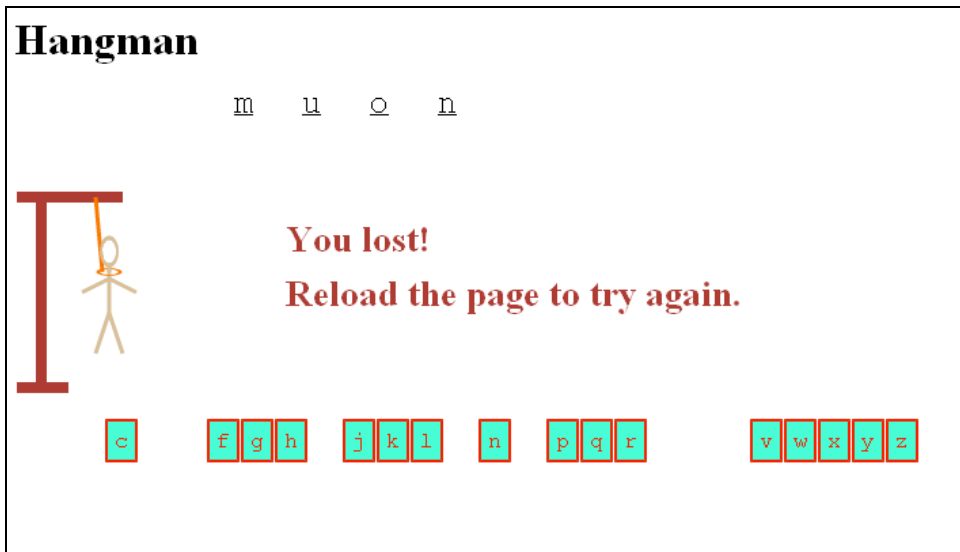 Hangman
m u o n
You lost!
Reload the page to try again.
c f g h j k l n p q r v w x y z